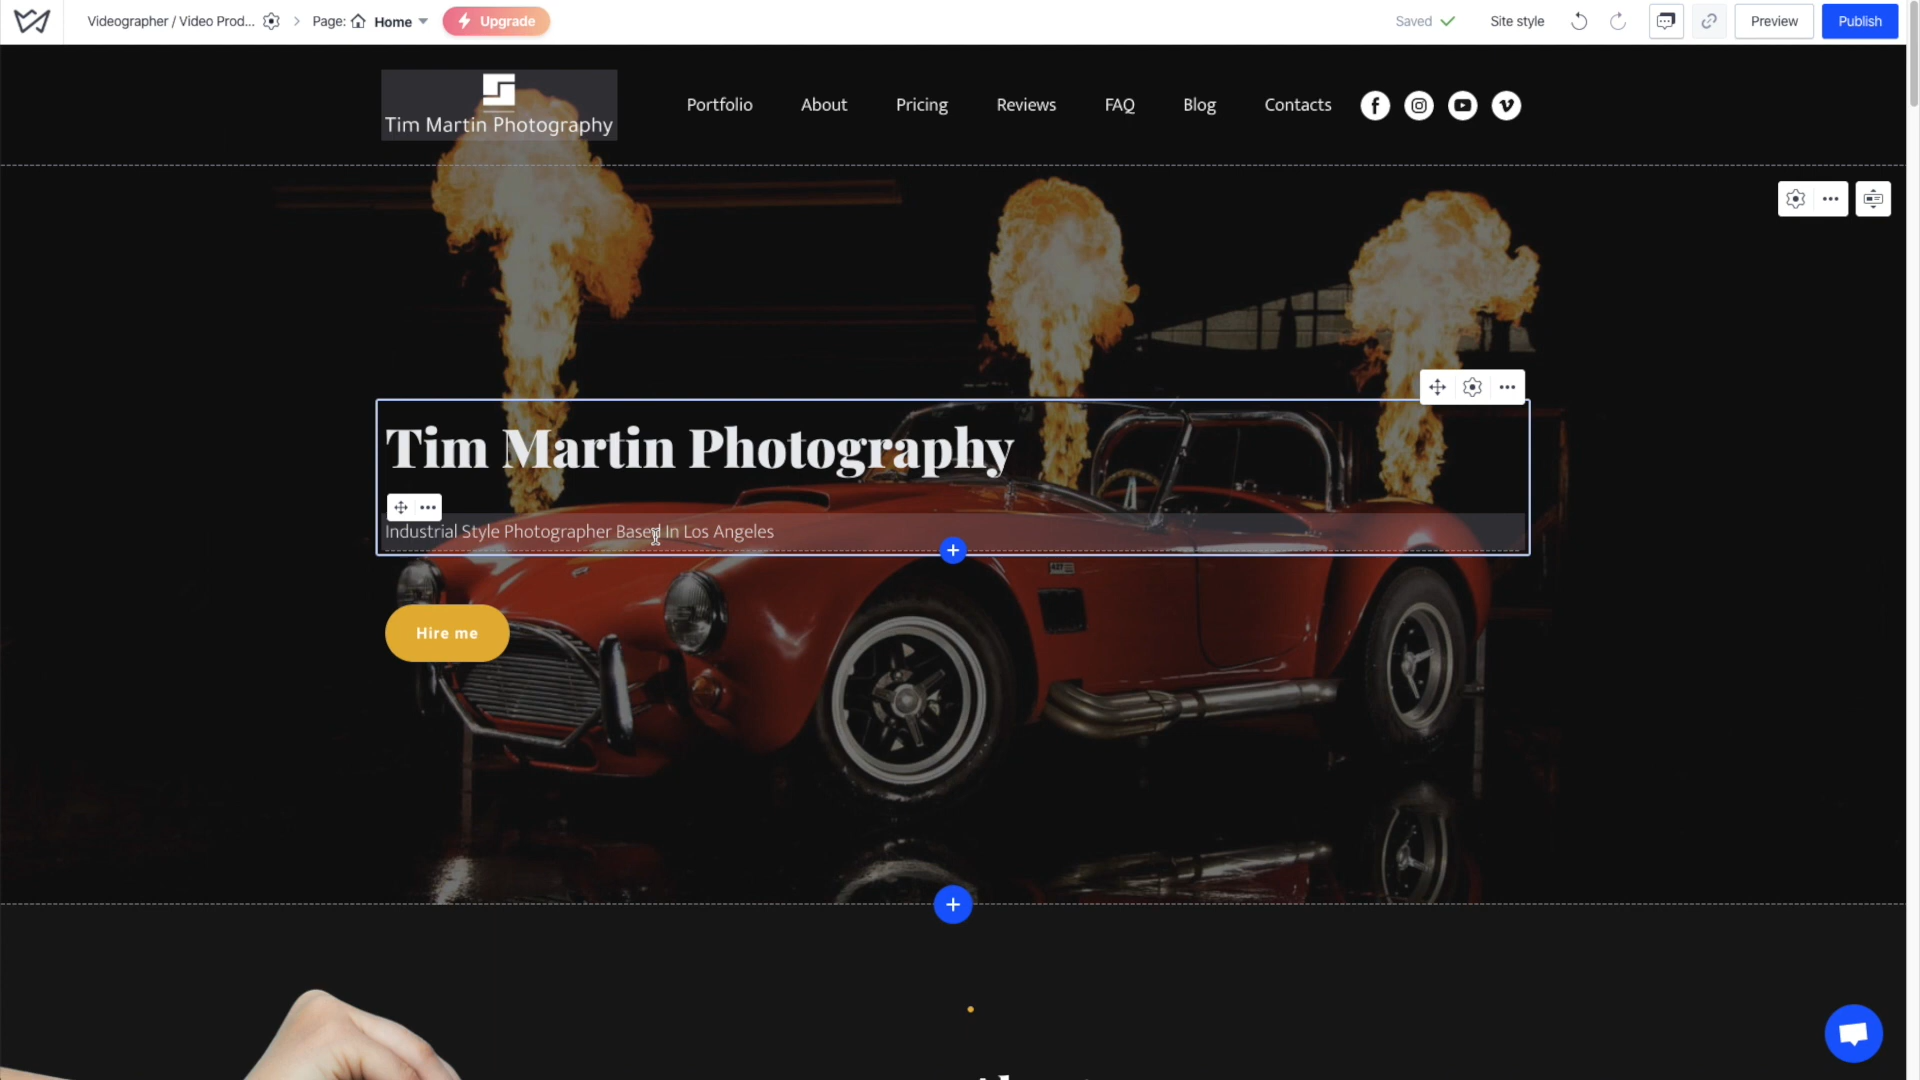 Videographer / Video Prod... > Page: Home Upgrade Saved Site style Preview Publish
Tim Martin Photography
Portfolio About Pricing Reviews FAQ Blog Contacts
Tim Martin Photography
Industrial Style Photographer Based In Los Angeles
427
Hire me